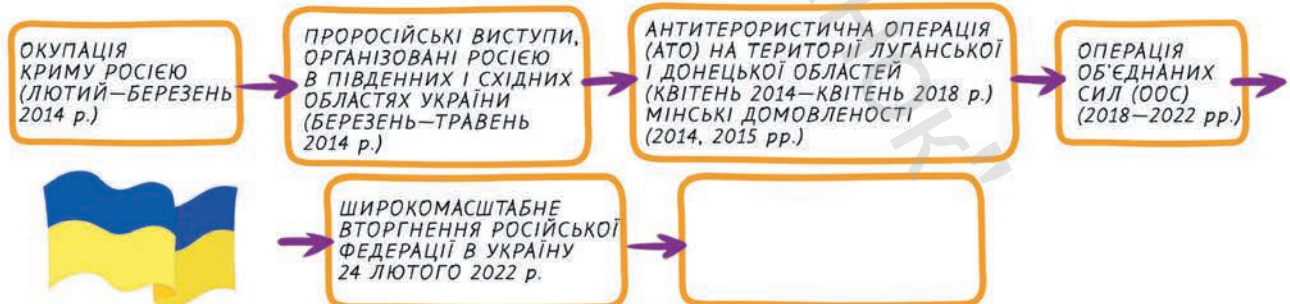 ОКУПАЦІЯ
КРИМУ РОСІЄЮ
(ЛЮТИЙ—БЕРЕЗЕНЬ
2014 р.)
ПРОРОСІЙСЬКІ ВИСТУПИ,
ОРГАНІЗОВАНІ РОСІЄЮ
В ПІВДЕННИХ І СХІДНИХ
ОБЛАСТЯХ УКРАЇНИ
(БЕРЕЗЕНЬ—ТРАВЕНЬ
2014 р.)
АНТИТЕРОРИСТИЧНА ОПЕРАЦІЯ
(АТО) НА ТЕРИТОРІЇ ЛУГАНСЬКОЇ
І ДОНЕЦЬКОЇ ОБЛАСТЕЙ
(КВІТЕНЬ 2014—КВІТЕНЬ 2018 р.)
МІНСЬКІ ДОМОВЛЕНОСТІ
(2014, 2015 рр.)
ОПЕРАЦІЯ
ОБ'ЄДНАНИХ
СИЛ (ООС)
(2018—2022 рр.)
ШИРОКОМАСШТАБНЕ
ВТОРГНЕННЯ РОСІЙСЬКОЇ
ФЕДЕРАЦІЇ В УКРАЇНУ
24 ЛЮТОГО 2022 р.